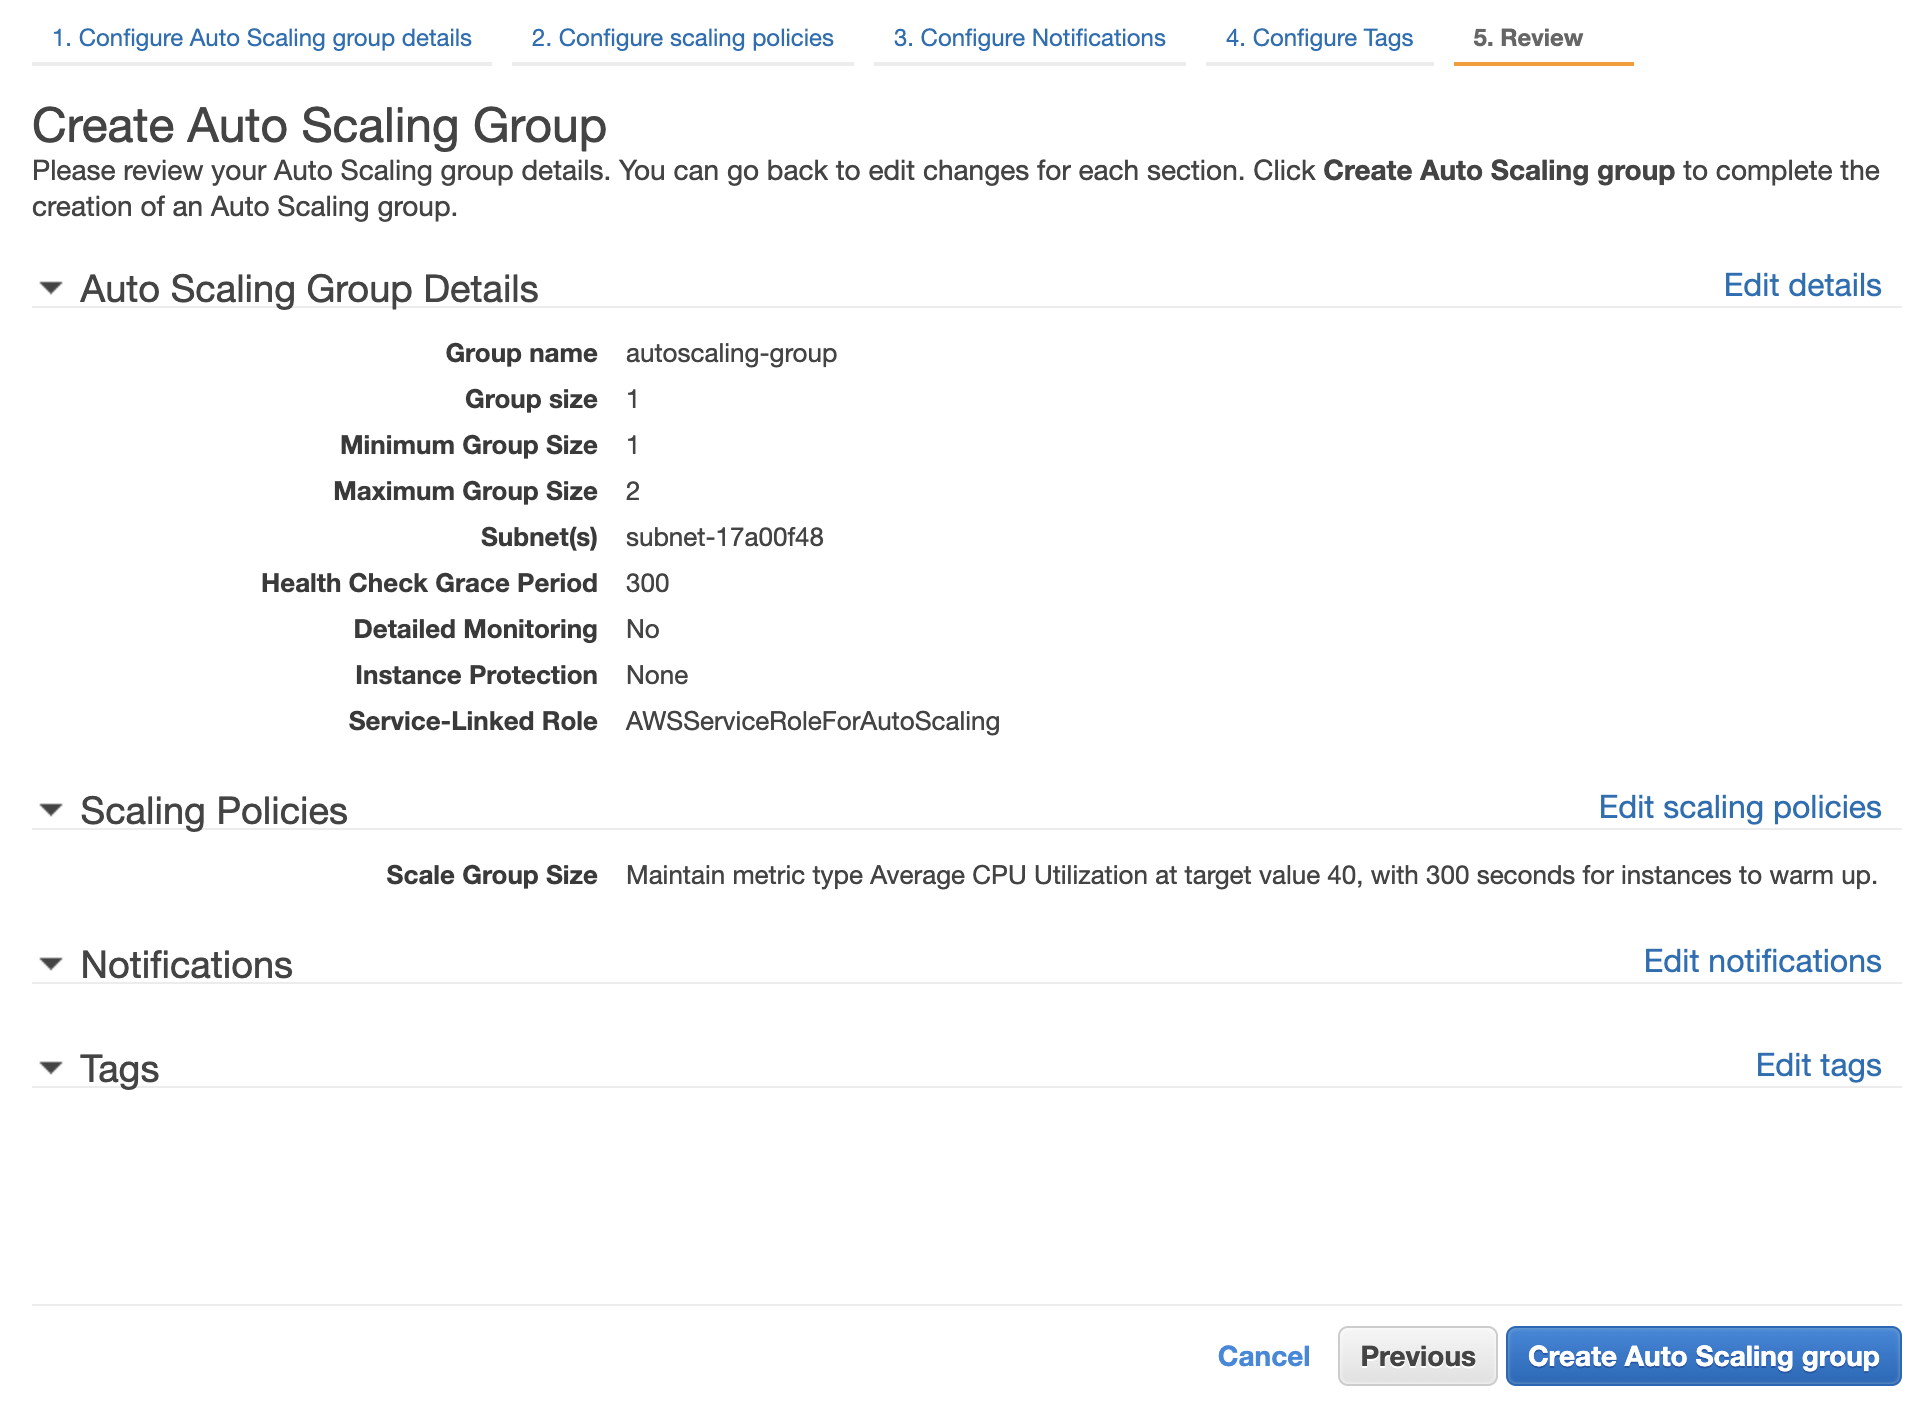 1. Configure Auto Scaling group details 2. Configure scaling policies 3. Configure Notifications 4. Configure Tags 5. Review
Create Auto Scaling Group
Please review your Auto Scaling group details. You can go back to edit changes for each section. Click Create Auto Scaling group to complete the
creation of an Auto Scaling group.
Auto Scaling Group Details Edit details
Group name autoscaling-group
Group size 1
Minimum Group Size 1
Maximum Group Size 2
Subnet(s) subnet-17a00f48
Health Check Grace Period 300
Detailed Monitoring No
Instance Protection None
Service-Linked Role AWSServiceRoleForAutoScaling
Scaling Policies Edit scaling policies
Scale Group Size Maintain metric type Average CPU Utilization at target value 40, with 300 seconds for instances to warm up.
Notifications Edit notifications
Tags Edit tags
Cancel Previous Create Auto Scaling group